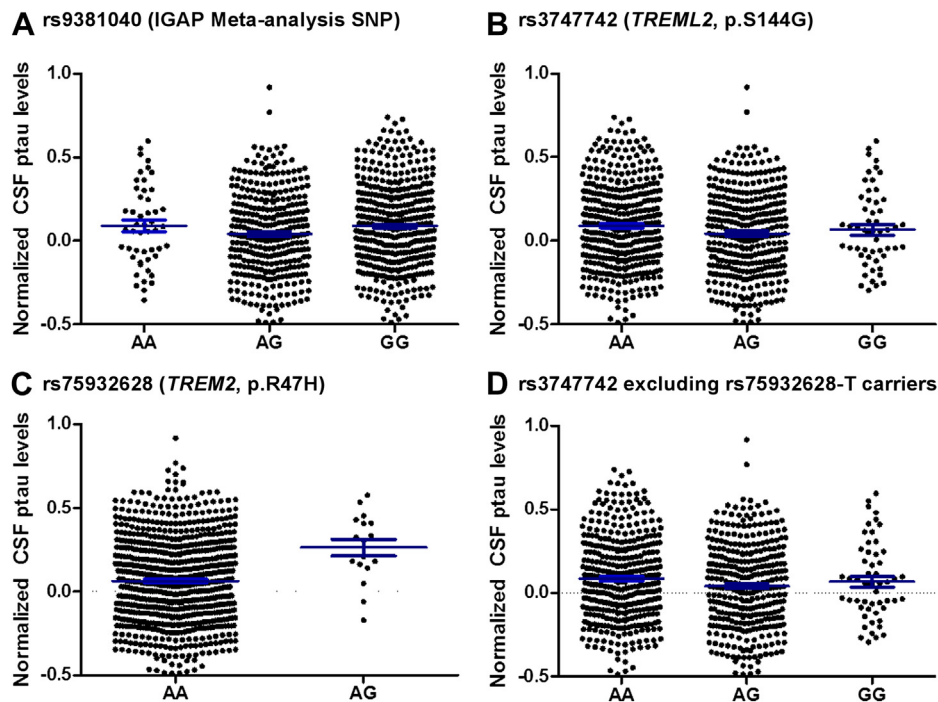 A rs9381040 (IGAP Meta-analysis SNP)
Normalized CSF ptau levels
1.0
0.5
0.0
-0.5
AA AG GG
B rs3747742 (TREML2, p.S144G)
Normalized CSF ptau levels
1.0
0.5
0.0
-0.5
AA AG GG
C rs75932628 (TREM2, p.R47H)
Normalized CSF ptau levels
1.0
0.5
0.0
-0.5
AA AG
D rs3747742 excluding rs75932628-T carriers
Normalized CSF ptau levels
1.0
0.5
0.0
-0.5
AA AG GG